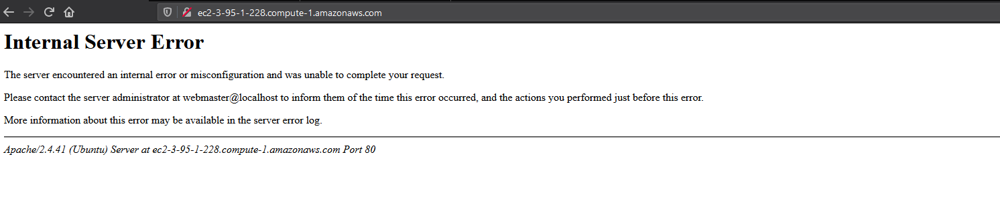 ec2-3-95-1-228.compute-1.amazonaws.com
Internal Server Error
The server encountered an internal error or misconfiguration and was unable to complete your request.
Please contact the server administrator at webmaster@localhost to inform them of the time this error occurred, and the actions you performed just before this error.
More information about this error may be available in the server error log.
Apache/2.4.41 (Ubuntu) Server at ec2-3-95-1-228.compute-1.amazonaws.com Port 80